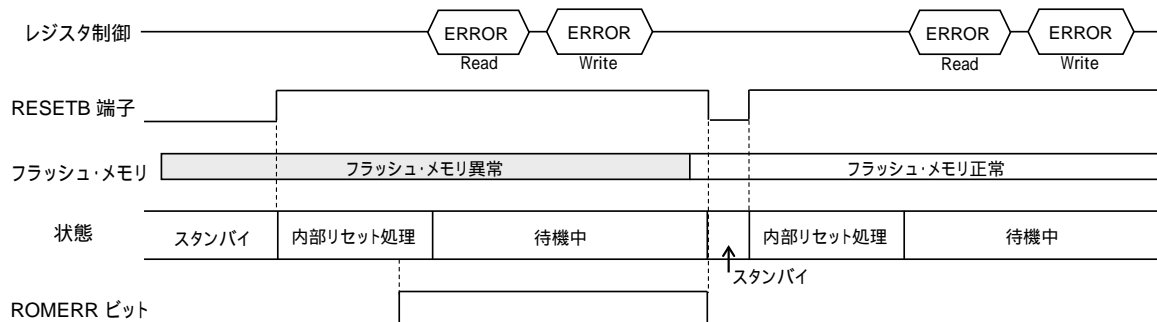 レジスタ制御 ERROR ERROR ERROR ERROR
Read Write Read Write
RESETB 端子
フラッシュ・メモリ フラッシュ・メモリ異常 フラッシュ・メモリ正常
状態 スタンバイ 内部リセット処理 待機中 内部リセット処理 待機中
スタンバイ
ROMERR ビット